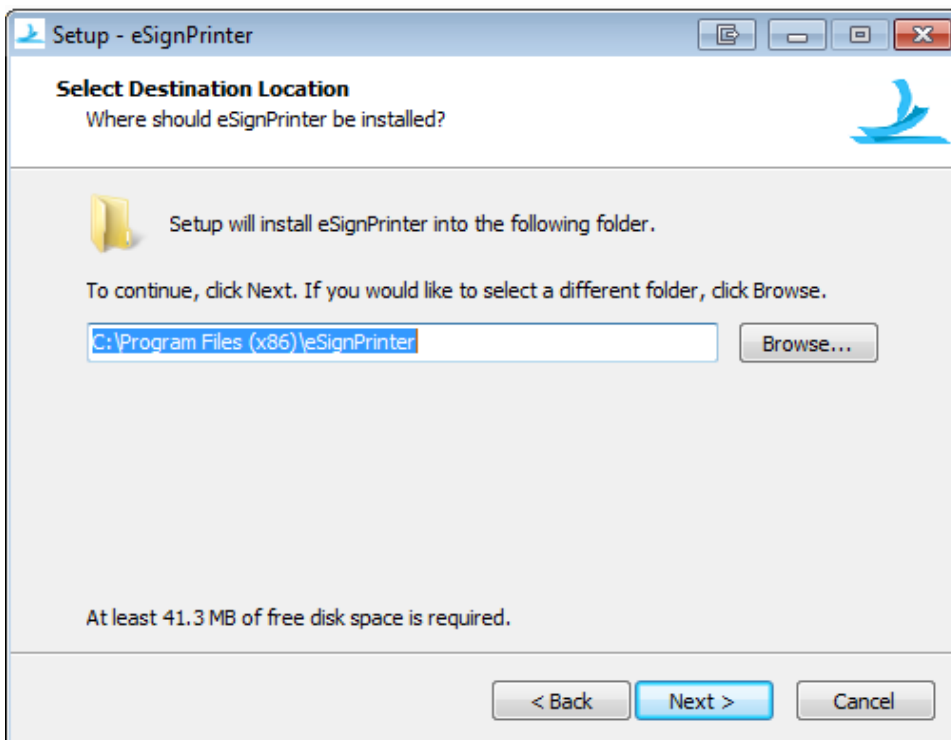 Setup - eSignPrinter
Select Destination Location
Where should eSignPrinter be installed?
Setup will install eSignPrinter into the following folder.
To continue, click Next. If you would like to select a different folder, click Browse.
C:\Program Files (x86)\eSignPrinter
Browse...
At least 41.3 MB of free disk space is required.
< Back
Next >
Cancel